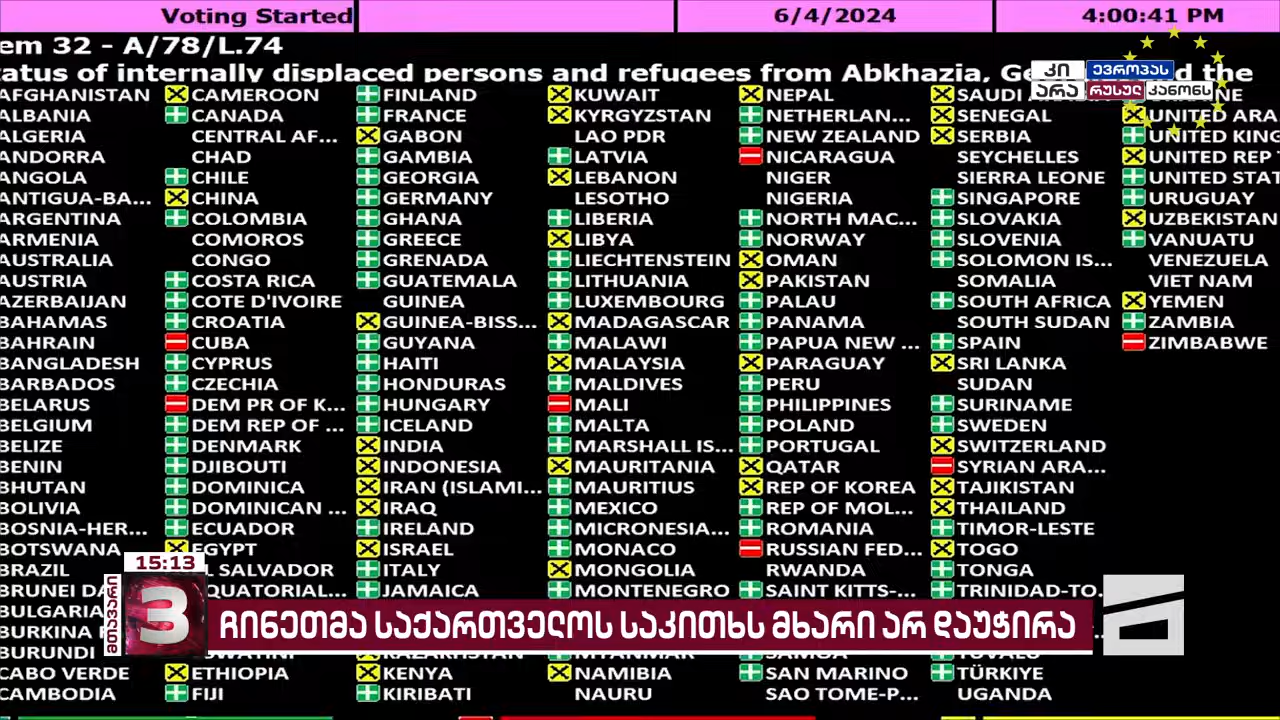 Voting Started 6/4/2024 4:00:41 PM
em 32 - A/78/L.74
tatus of internally displaced persons and refugees from Abkhazia, Ge d the
კი ევროპას
არა რუსულ კანონს
AFGHANISTAN CAMEROON FINLAND KUWAIT NEPAL SAUDI
ALBANIA CANADA FRANCE KYRGYZSTAN NETHERLAN... SENEGAL UNITED ARA
ALGERIA CENTRAL AF... GABON LAO PDR NEW ZEALAND SERBIA UNITED KING
ANDORRA CHAD GAMBIA LATVIA NICARAGUA SEYCHELLES UNITED REP
ANGOLA CHILE GEORGIA LEBANON NIGER SIERRA LEONE UNITED STAT
ANTIGUA-BA... CHINA GERMANY LESOTHO NIGERIA SINGAPORE URUGUAY
ARGENTINA COLOMBIA GHANA LIBERIA NORTH MAC... SLOVAKIA UZBEKISTAN
ARMENIA COMOROS GREECE LIBYA NORWAY SLOVENIA VANUATU
AUSTRALIA CONGO GRENADA LIECHTENSTEIN OMAN SOLOMON IS... VENEZUELA
AUSTRIA COSTA RICA GUATEMALA LITHUANIA PAKISTAN SOMALIA VIET NAM
AZERBAIJAN COTE D'IVOIRE GUINEA LUXEMBOURG PALAU SOUTH AFRICA YEMEN
BAHAMAS CROATIA GUINEA-BISS... MADAGASCAR PANAMA SOUTH SUDAN ZAMBIA
BAHRAIN CUBA GUYANA MALAWI PAPUA NEW ... SPAIN ZIMBABWE
BANGLADESH CYPRUS HAITI MALAYSIA PARAGUAY SRI LANKA
BARBADOS CZECHIA HONDURAS MALDIVES PERU SUDAN
BELARUS DEM PR OF K... HUNGARY MALI PHILIPPINES SURINAME
BELGIUM DEM REP OF ... ICELAND MALTA POLAND SWEDEN
BELIZE DENMARK INDIA MARSHALL IS... PORTUGAL SWITZERLAND
BENIN DJIBOUTI INDONESIA MAURITANIA QATAR SYRIAN ARA...
BHUTAN DOMINICA IRAN (ISLAMI... MAURITIUS REP OF KOREA TAJIKISTAN
BOLIVIA DOMINICAN ... IRAQ MEXICO REP OF MOL... THAILAND
BOSNIA-HER... ECUADOR IRELAND MICRONESIA... ROMANIA TIMOR-LESTE
BOTSWANA EGYPT ISRAEL MONACO RUSSIAN FED... TOGO
BRAZIL L SALVADOR ITALY MONGOLIA RWANDA TONGA
BRUNEI DA QUATORIAL... JAMAICA MONTENEGRO SAINT KITTS-... TRINIDAD-TO..
BULGARIA
BURKINA
BURUNDI
CABO VERDE ETHIOPIA KENYA NAMIBIA SAN MARINO TÜRKIYE
CAMBODIA FIJI KIRIBATI NAURU SAO TOME-P... UGANDA
15:13
მთავარი
3
ჩინეთმა საქართველოს საკითხს მხარი არ დაუჭირა